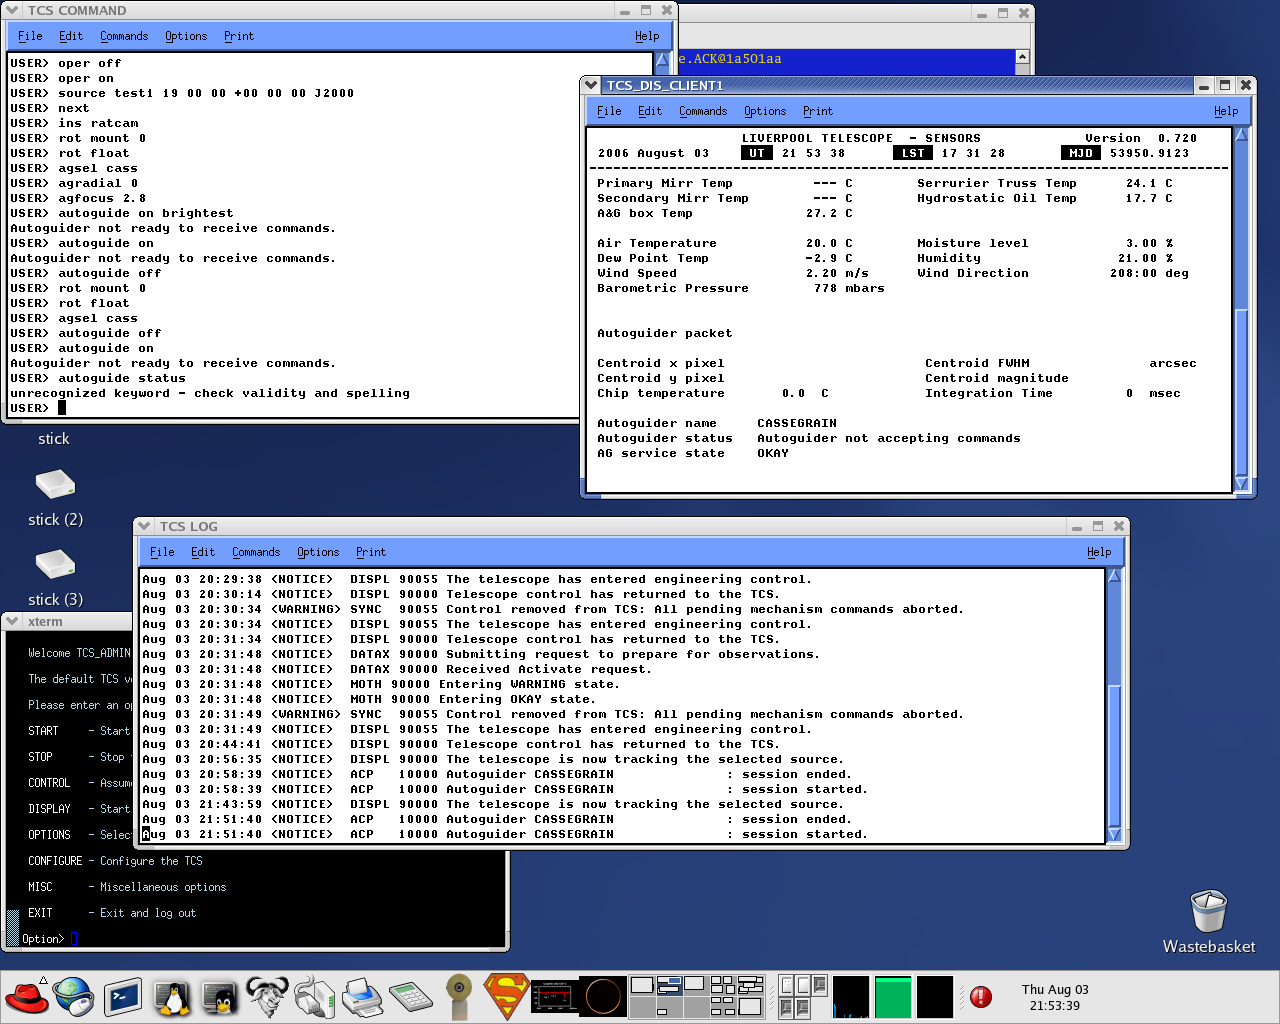 TCS COMMAND
File Edit Commands Options Print Help
USER> oper off
USER> oper on
USER> source test1 19 00 00 +00 00 00 J2000
USER> next
USER> ins ratcam
USER> rot mount 0
USER> rot float
USER> agsel cass
USER> agradial 0
USER> agfocus 2.8
USER> autoguide on brightest
Autoguider not ready to receive commands.
USER> autoguide on
Autoguider not ready to receive commands.
USER> autoguide off
USER> rot mount 0
USER> rot float
USER> agsel cass
USER> autoguide off
USER> autoguide on
Autoguider not ready to receive commands.
USER> autoguide status
unrecognized keyword - check validity and spelling
USER>
e.ACK@1a501aa
TCS_DIS_CLIENT1
File Edit Commands Options Print Help
LIVERPOOL TELESCOPE - SENSORS Version 0.720
2006 August 03 UT 21 53 38 LST 17 31 28 MJD 53950.9123
Primary Mirr Temp --- C Serrurier Truss Temp 24.1 C
Secondary Mirr Temp --- C Hydrostatic Oil Temp 17.7 C
A&G box Temp 27.2 C
Air Temperature 20.0 C Moisture level 3.00 %
Dew Point Temp -2.9 C Humidity 21.00 %
Wind Speed 2.20 m/s Wind Direction 208:00 deg
Barometric Pressure 778 mbars
Autoguider packet
Centroid x pixel Centroid FWHM arcsec
Centroid y pixel Centroid magnitude
Chip temperature 0.0 C Integration Time 0 msec
Autoguider name CASSEGRAIN
Autoguider status Autoguider not accepting commands
AG service state OKAY
stick
stick (2)
stick (3)
TCS LOG
File Edit Commands Options Print Help
Aug 03 20:29:38 <NOTICE> DISPL 90055 The telescope has entered engineering control.
Aug 03 20:30:14 <NOTICE> DISPL 90000 Telescope control has returned to the TCS.
Aug 03 20:30:34 <WARNING> SYNC 90055 Control removed from TCS: All pending mechanism commands aborted.
Aug 03 20:30:34 <NOTICE> DISPL 90055 The telescope has entered engineering control.
Aug 03 20:31:34 <NOTICE> DISPL 90000 Telescope control has returned to the TCS.
Aug 03 20:31:48 <NOTICE> DATAX 90000 Submitting request to prepare for observations.
Aug 03 20:31:48 <NOTICE> DATAX 90000 Received Activate request.
Aug 03 20:31:48 <NOTICE> MOTH 90000 Entering WARNING state.
Aug 03 20:31:48 <NOTICE> MOTH 90000 Entering OKAY state.
Aug 03 20:31:49 <WARNING> SYNC 90055 Control removed from TCS: All pending mechanism commands aborted.
Aug 03 20:31:49 <NOTICE> DISPL 90055 The telescope has entered engineering control.
Aug 03 20:44:41 <NOTICE> DISPL 90000 Telescope control has returned to the TCS.
Aug 03 20:56:35 <NOTICE> DISPL 90000 The telescope is now tracking the selected source.
Aug 03 20:58:39 <NOTICE> ACP 10000 Autoguider CASSEGRAIN : session ended.
Aug 03 20:58:39 <NOTICE> ACP 10000 Autoguider CASSEGRAIN : session started.
Aug 03 21:43:59 <NOTICE> DISPL 90000 The telescope is now tracking the selected source.
Aug 03 21:51:40 <NOTICE> ACP 10000 Autoguider CASSEGRAIN : session ended.
Aug 03 21:51:40 <NOTICE> ACP 10000 Autoguider CASSEGRAIN : session started.
xterm
Welcome TCS_ADMIN
The default TCS
Please enter an
START - Start
STOP - Stop
CONTROL - Assum
DISPLAY - Start
OPTIONS - Select
CONFIGURE - Configure the TCS
MISC - Miscellaneous options
EXIT - Exit and log out
Option>
Wastebasket
Thu Aug 03
21:53:39